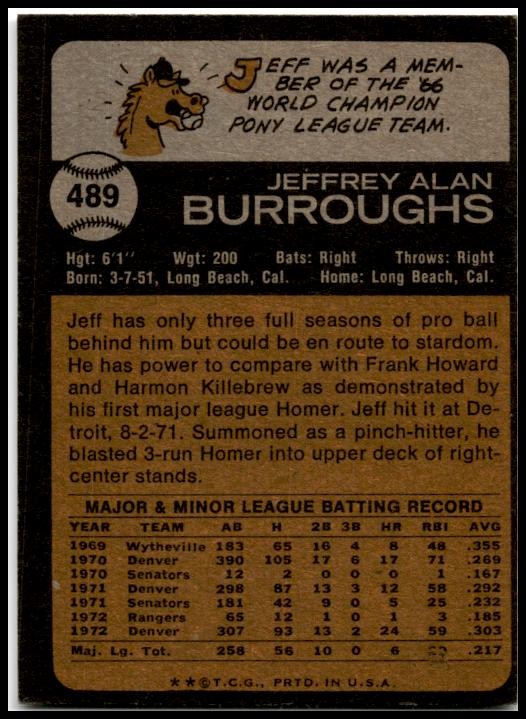 JEFF WAS A MEM-
BER OF THE '66
WORLD CHAMPION
PONY LEAGUE TEAM.
489
JEFFREY ALAN
BURROUGHS
Hgt: 6'1" Wgt: 200 Bats: Right Throws: Right
Born: 3-7-51, Long Beach, Cal. Home: Long Beach, Cal.
Jeff has only three full seasons of pro ball
behind him but could be en route to stardom.
He has power to compare with Frank Howard
and Harmon Killebrew as demonstrated by
his first major league Homer. Jeff hit it at De-
troit, 8-2-71. Summoned as a pinch-hitter, he
blasted 3-run Homer into upper deck of right-
center stands.
MAJOR & MINOR LEAGUE BATTING RECORD
YEAR TEAM AB H 2B 3B HR RBI AVG
1969 Wytheville 183 65 16 4 8 48 .355
1970 Denver 390 105 17 6 17 71 .269
1970 Senators 12 2 0 0 0 1 .167
1971 Denver 298 87 13 3 12 58 .292
1971 Senators 181 42 9 0 5 25 .232
1972 Rangers 65 12 1 0 1 3 .185
1972 Denver 307 93 13 2 24 59 .303
Maj. Lg. Tot. 258 56 10 0 6 .217
**©T.C.G., PRTD. IN U.S.A.